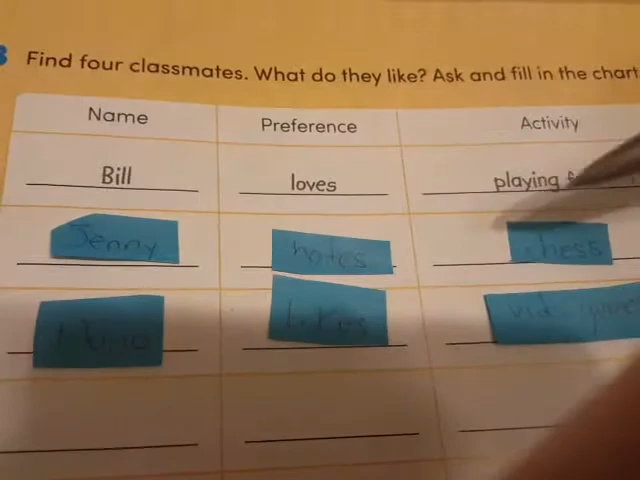 Find four classmates. What do they like? Ask and fill in the chart
Name Preference Activity
Bill loves playing
Jenny hates chess
likes vid